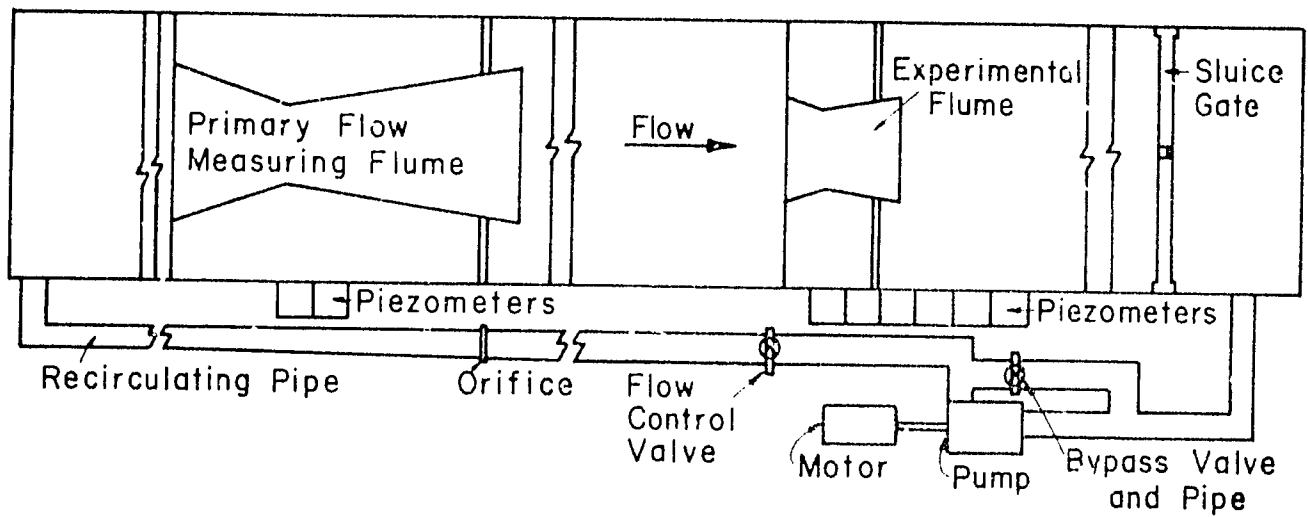 Primary Flow
Measuring Flume
Flow
Experimental
Flume
Sluice
Gate
Piezometers
Piezometers
Recirculating Pipe
Orifice
Flow
Control
Valve
Motor
Pump
Bypass Valve
and Pipe